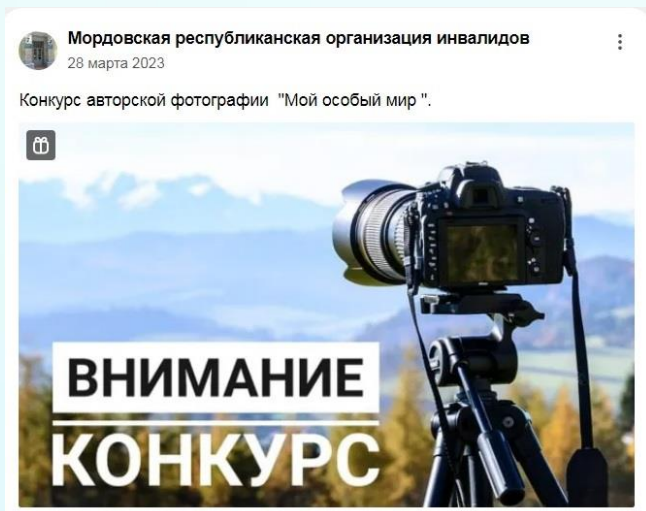 Мордовская республиканская организация инвалидов
28 марта 2023
Конкурс авторской фотографии "Мой особый мир ".
ВНИМАНИЕ
КОНКУРС